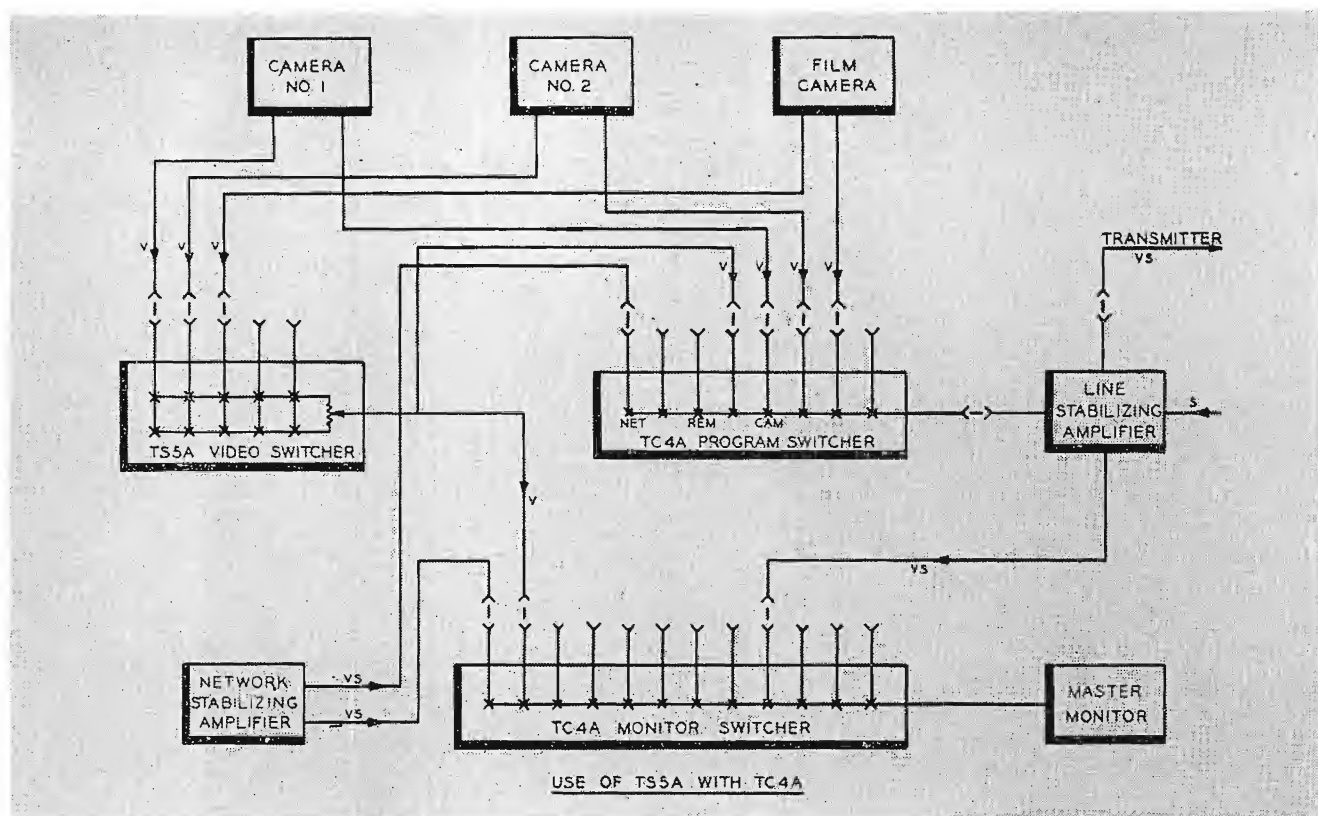 CAMERA
NO. 1
CAMERA
NO. 2
FILM
CAMERA
V
V
V
V
V
V
V
TRANSMITTER
VS
NET
REM
CAM
TC4A PROGRAM SWITCHER
LINE
STABILIZING
AMPLIFIER
S
TS5A VIDEO SWITCHER
V
VS
NETWORK
STABILIZING
AMPLIFIER
VS
VS
TC4A MONITOR SWITCHER
MASTER
MONITOR
USE OF TS5A WITH TC4A